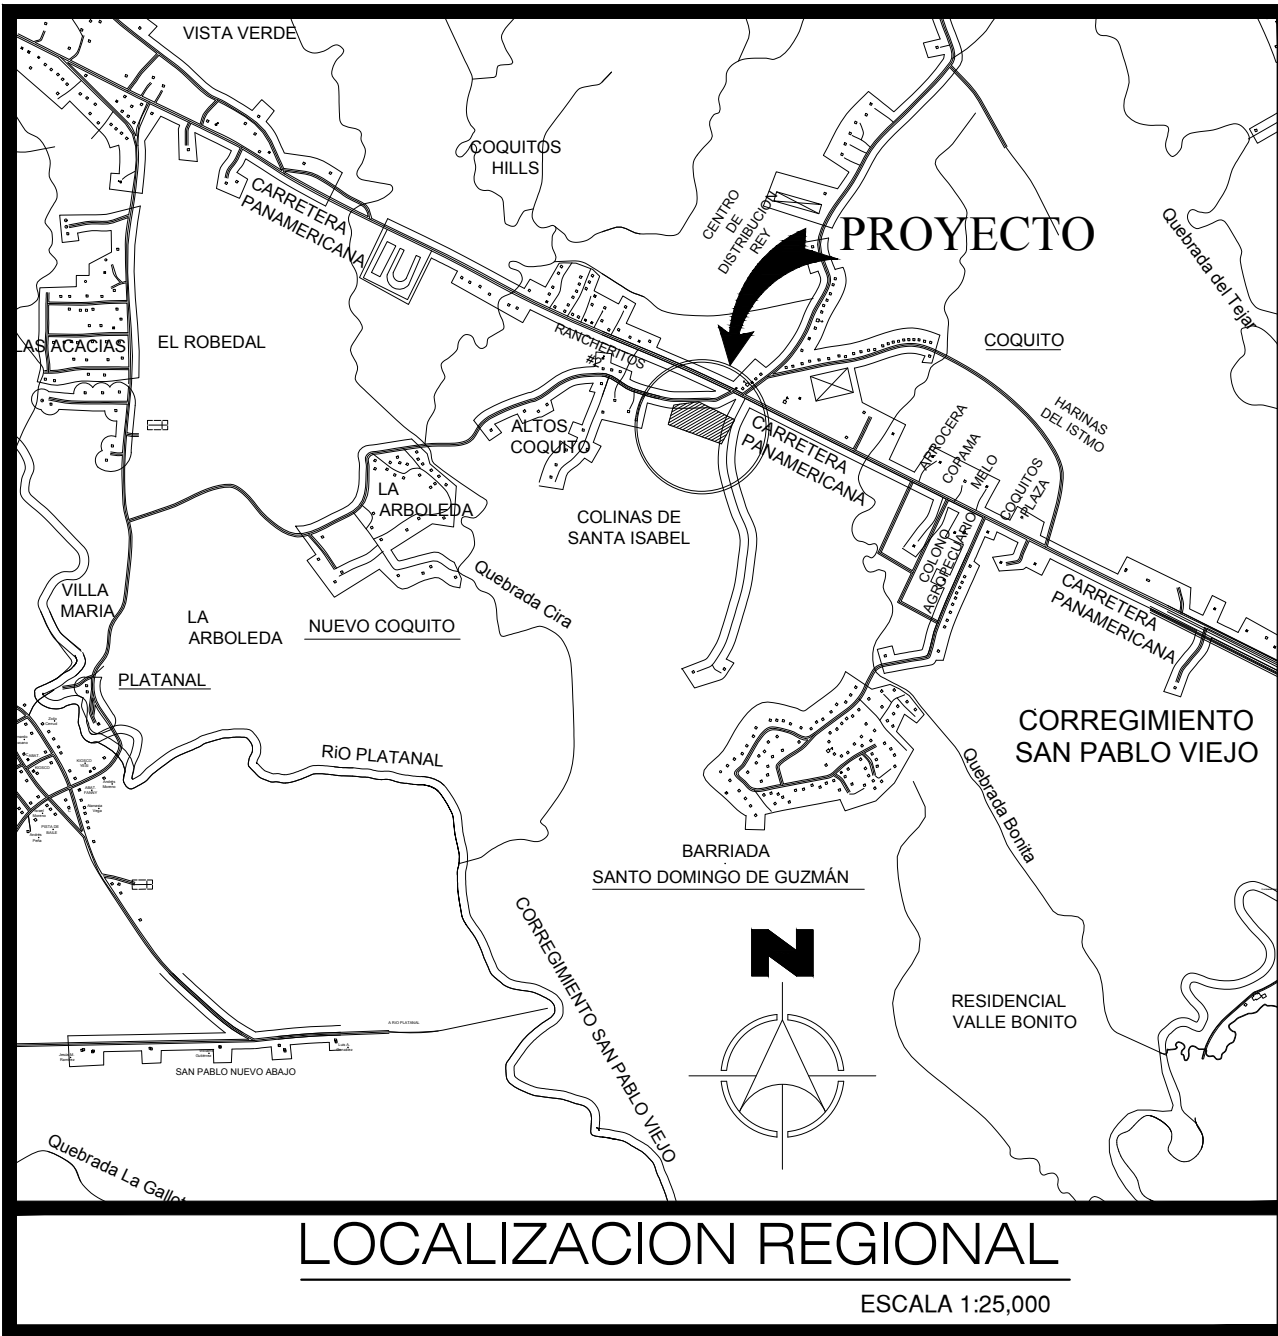 VISTA VERDE
COQUITOS
HILLS
CARRETERA
PANAMERICANA
CENTRO
DE
DISTRIBUCION
REY
PROYECTO
Quebrada del Tejar
LAS ACACIAS
EL ROBEDAL
RANCHERITOS
#2
COQUITO
HARINAS
DEL ISTMO
ALTOS
COQUITO
CARRETERA
PANAMERICANA
ARROCERA
COPAMA
MELO
COQUITOS
PLAZA
LA
ARBOLEDA
COLINAS DE
SANTA ISABEL
COLONO
AGROPECUARIO
Quebrada Cira
VILLA
MARIA
LA
ARBOLEDA
NUEVO COQUITO
CARRETERA
PANAMERICANA
PLATANAL
CORREGIMIENTO
SAN PABLO VIEJO
RiO PLATANAL
Quebrada Bonita
BARRIADA
SANTO DOMINGO DE GUZMÁN
CORREGIMIENTO SAN PABLO VIEJO
N
RESIDENCIAL
VALLE BONITO
A RIO PLATANAL
SAN PABLO NUEVO ABAJO
Quebrada La Gallot
LOCALIZACION REGIONAL
ESCALA 1:25,000